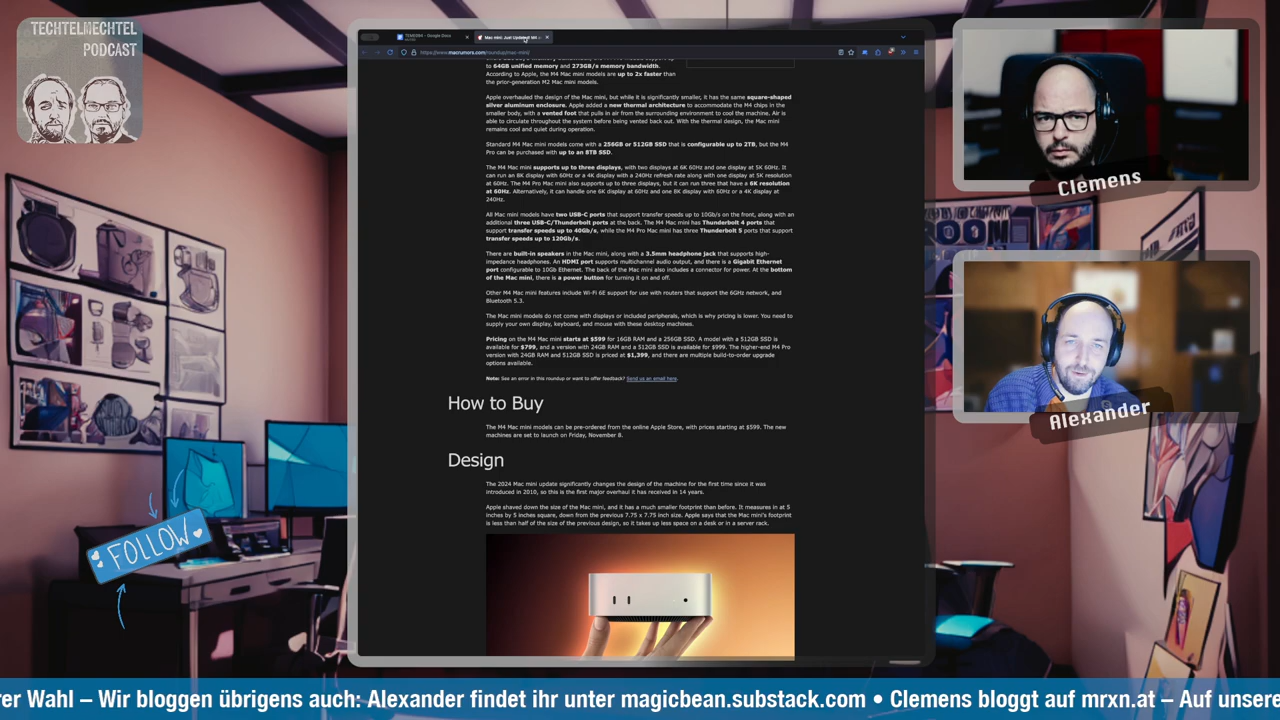 TECHTELMECHTEL
PODCAST
TEMEMM - Google Docs
Mac mini: Just Updated! M4
https://www.macrumors.com/roundup/mac-mini/
to 64GB unified memory and 273GB/s memory bandwidth.
According to Apple, the M4 Mac mini models are up to 2x faster than
the prior-generation M2 Mac mini models.
Apple overhauled the design of the Mac mini, but while it is significantly smaller, it has the same square-shaped
silver aluminum enclosure. Apple added a new thermal architecture to accommodate the M4 chips in the
smaller body, with a vented foot that pulls in air from the surrounding environment to cool the machine. Air is
able to circulate throughout the system before being vented back out. With the thermal design, the Mac mini
remains cool and quiet during operation.
Standard M4 Mac mini models come with a 256GB or 512GB SSD that is configurable up to 2TB, but the M4
Pro can be purchased with up to an 8TB SSD.
The M4 Mac mini supports up to three displays, with two displays at 6K 60Hz and one display at 5K 60Hz. It
can run an 8K display with 60Hz or a 4K display with a 240Hz refresh rate along with one display at 5K resolution
at 60Hz. The M4 Pro Mac mini also supports up to three displays, but it can run three that have a 6K resolution
at 60Hz. Alternatively, it can handle one 6K display at 60Hz and one 8K display with 60Hz or a 4K display at
240Hz.
All Mac mini models have two USB-C ports that support transfer speeds up to 10Gb/s on the front, along with an
additional three USB-C/Thunderbolt ports at the back. The M4 Mac mini has Thunderbolt 4 ports that
support transfer speeds up to 40Gb/s, while the M4 Pro Mac mini has three Thunderbolt 5 ports that support
transfer speeds up to 120Gb/s.
There are built-in speakers in the Mac mini, along with a 3.5mm headphone jack that supports high-
impedance headphones. An HDMI port supports multichannel audio output, and there is a Gigabit Ethernet
port configurable to 10Gb Ethernet. The back of the Mac mini also includes a connector for power. At the bottom
of the Mac mini, there is a power button for turning it on and off.
Other M4 Mac mini features include Wi-Fi 6E support for use with routers that support the 6GHz network, and
Bluetooth 5.3.
The Mac mini models do not come with displays or included peripherals, which is why pricing is lower. You need to
supply your own display, keyboard, and mouse with these desktop machines.
Pricing on the M4 Mac mini starts at $599 for 16GB RAM and a 256GB SSD. A model with a 512GB SSD is
available for $799, and a version with 24GB RAM and a 512GB SSD is available for $999. The higher-end M4 Pro
version with 24GB RAM and 512GB SSD is priced at $1,399, and there are multiple build-to-order upgrade
options available.
Note: See an error in this roundup or want to offer feedback? Send us an email here.
How to Buy
The M4 Mac mini models can be pre-ordered from the online Apple Store, with prices starting at $599. The new
machines are set to launch on Friday, November 8.
Design
The 2024 Mac mini update significantly changes the design of the machine for the first time since it was
introduced in 2010, so this is the first major overhaul it has received in 14 years.
Apple shaved down the size of the Mac mini, and it has a much smaller footprint than before. It measures in at 5
inches by 5 inches square, down from the previous 7.75 x 7.75 inch size. Apple says that the Mac mini's footprint
is less than half of the size of the previous design, so it takes up less space on a desk or in a server rack.
Clemens
Alexander
FOLLOW
rer Wahl – Wir bloggen übrigens auch: Alexander findet ihr unter magicbean.substack.com • Clemens bloggt auf mrxn.at – Auf unsere